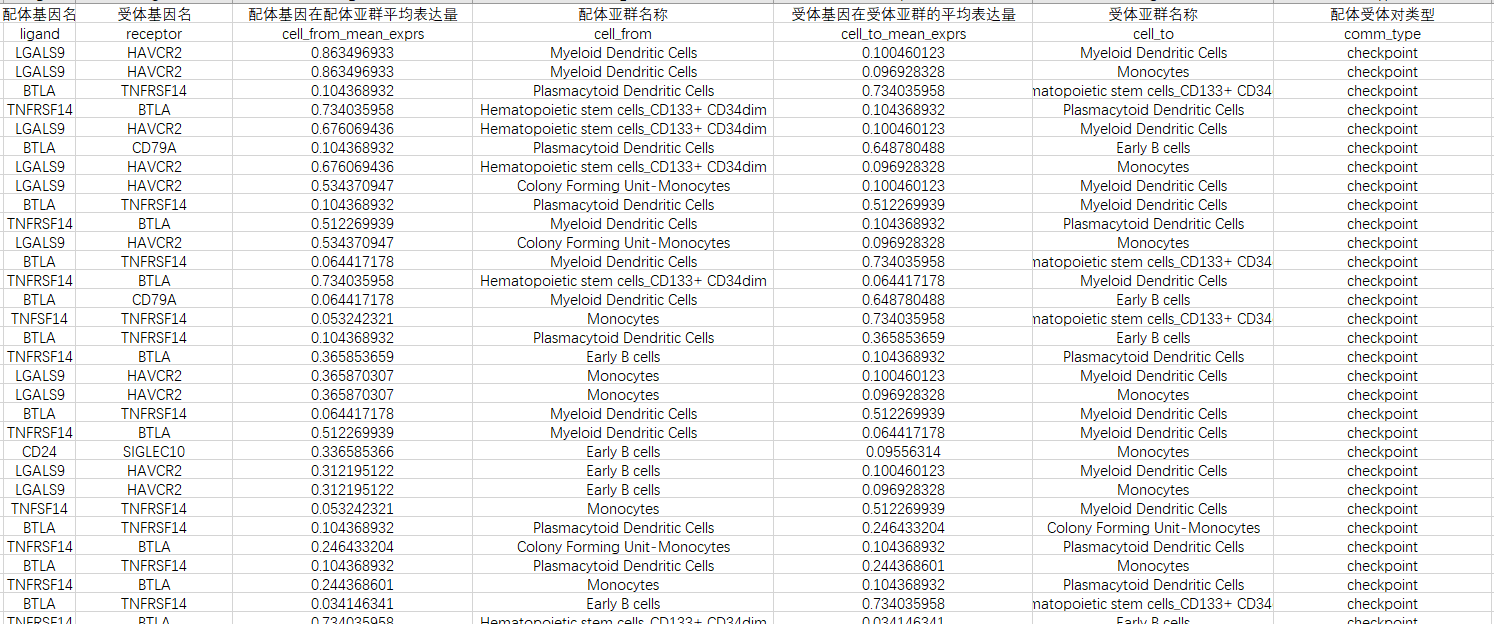 配体基因名 受体基因名 配体基因在配体亚群平均表达量 配体亚群名称 受体基因在受体亚群的平均表达量 受体亚群名称 配体受体对类型
ligand receptor cell_from_mean_exprs cell_from cell_to_mean_exprs cell_to comm_type
LGALS9 HAVCR2 0.863496933 Myeloid Dendritic Cells 0.100460123 Myeloid Dendritic Cells checkpoint
LGALS9 HAVCR2 0.863496933 Myeloid Dendritic Cells 0.096928328 Monocytes checkpoint
BTLA TNFRSF14 0.104368932 Plasmacytoid Dendritic Cells 0.734035958 matopoietic stem cells_CD133+ CD34 checkpoint
TNFRSF14 BTLA 0.734035958 Hematopoietic stem cells_CD133+ CD34dim 0.104368932 Plasmacytoid Dendritic Cells checkpoint
LGALS9 HAVCR2 0.676069436 Hematopoietic stem cells_CD133+ CD34dim 0.100460123 Myeloid Dendritic Cells checkpoint
BTLA CD79A 0.104368932 Plasmacytoid Dendritic Cells 0.648780488 Early B cells checkpoint
LGALS9 HAVCR2 0.676069436 Hematopoietic stem cells_CD133+ CD34dim 0.096928328 Monocytes checkpoint
LGALS9 HAVCR2 0.534370947 Colony Forming Unit-Monocytes 0.100460123 Myeloid Dendritic Cells checkpoint
BTLA TNFRSF14 0.104368932 Plasmacytoid Dendritic Cells 0.512269939 Myeloid Dendritic Cells checkpoint
TNFRSF14 BTLA 0.512269939 Myeloid Dendritic Cells 0.104368932 Plasmacytoid Dendritic Cells checkpoint
LGALS9 HAVCR2 0.534370947 Colony Forming Unit-Monocytes 0.096928328 Monocytes checkpoint
BTLA TNFRSF14 0.064417178 Myeloid Dendritic Cells 0.734035958 matopoietic stem cells_CD133+ CD34 checkpoint
TNFRSF14 BTLA 0.734035958 Hematopoietic stem cells_CD133+ CD34dim 0.064417178 Myeloid Dendritic Cells checkpoint
BTLA CD79A 0.064417178 Myeloid Dendritic Cells 0.648780488 Early B cells checkpoint
TNFSF14 TNFRSF14 0.053242321 Monocytes 0.734035958 matopoietic stem cells_CD133+ CD34 checkpoint
BTLA TNFRSF14 0.104368932 Plasmacytoid Dendritic Cells 0.365853659 Early B cells checkpoint
TNFRSF14 BTLA 0.365853659 Early B cells 0.104368932 Plasmacytoid Dendritic Cells checkpoint
LGALS9 HAVCR2 0.365870307 Monocytes 0.100460123 Myeloid Dendritic Cells checkpoint
LGALS9 HAVCR2 0.365870307 Monocytes 0.096928328 Monocytes checkpoint
BTLA TNFRSF14 0.064417178 Myeloid Dendritic Cells 0.512269939 Myeloid Dendritic Cells checkpoint
TNFRSF14 BTLA 0.512269939 Myeloid Dendritic Cells 0.064417178 Myeloid Dendritic Cells checkpoint
CD24 SIGLEC10 0.336585366 Early B cells 0.09556314 Monocytes checkpoint
LGALS9 HAVCR2 0.312195122 Early B cells 0.100460123 Myeloid Dendritic Cells checkpoint
LGALS9 HAVCR2 0.312195122 Early B cells 0.096928328 Monocytes checkpoint
TNFSF14 TNFRSF14 0.053242321 Monocytes 0.512269939 Myeloid Dendritic Cells checkpoint
BTLA TNFRSF14 0.104368932 Plasmacytoid Dendritic Cells 0.246433204 Colony Forming Unit-Monocytes checkpoint
TNFRSF14 BTLA 0.246433204 Colony Forming Unit-Monocytes 0.104368932 Plasmacytoid Dendritic Cells checkpoint
BTLA TNFRSF14 0.104368932 Plasmacytoid Dendritic Cells 0.244368601 Monocytes checkpoint
TNFRSF14 BTLA 0.244368601 Monocytes 0.104368932 Plasmacytoid Dendritic Cells checkpoint
BTLA TNFRSF14 0.034146341 Early B cells 0.734035958 matopoietic stem cells_CD133+ CD34 checkpoint
TNFRSF14 BTLA 0.734035958 Hematopoietic stem cells_CD133+ CD34dim 0.034146341 Early B cells checkpoint